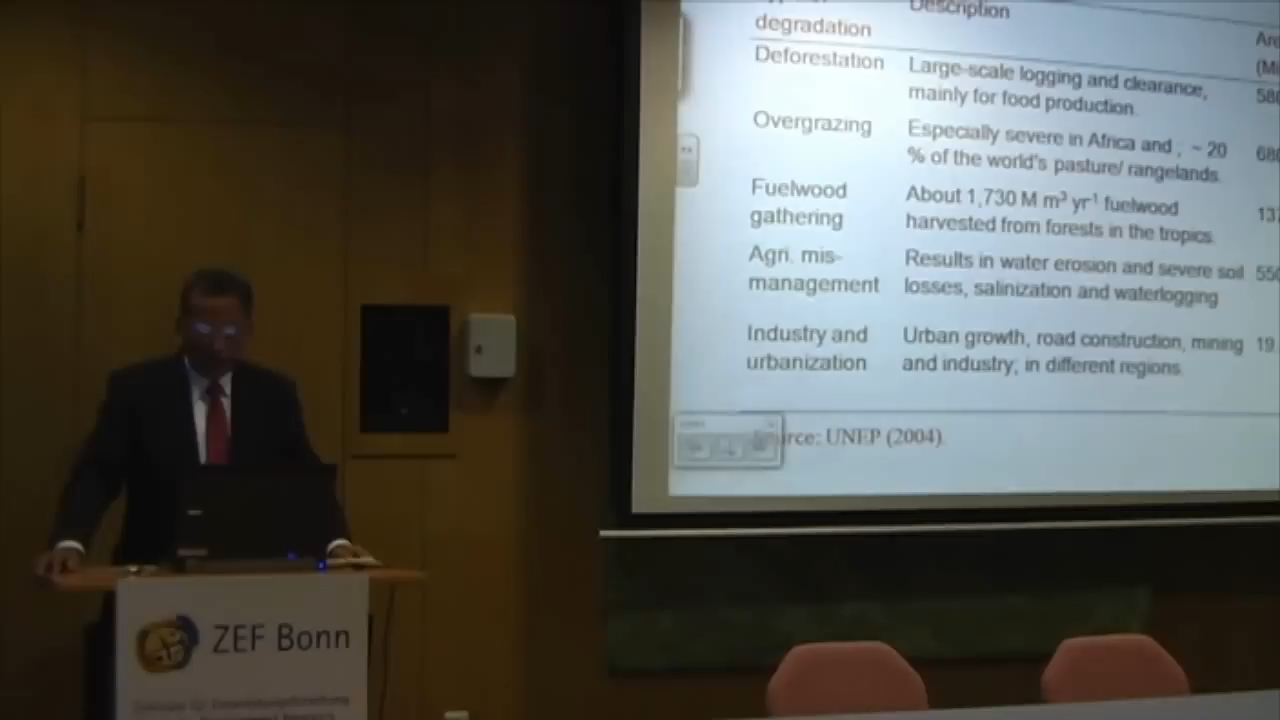 Description
degradation
Deforestation Large-scale logging and clearance,
mainly for food production.
Overgrazing Especially severe in Africa and , ~ 20
% of the world's pasture/ rangelands.
Fuelwood About 1,730 M m³ yr⁻¹ fuelwood
gathering harvested from forests in the tropics.
Agri. mis- Results in water erosion and severe soil
management losses, salinization and waterlogging
Industry and Urban growth, road construction, mining
urbanization and industry; in different regions.
UNEP (2004).
ZEF Bonn